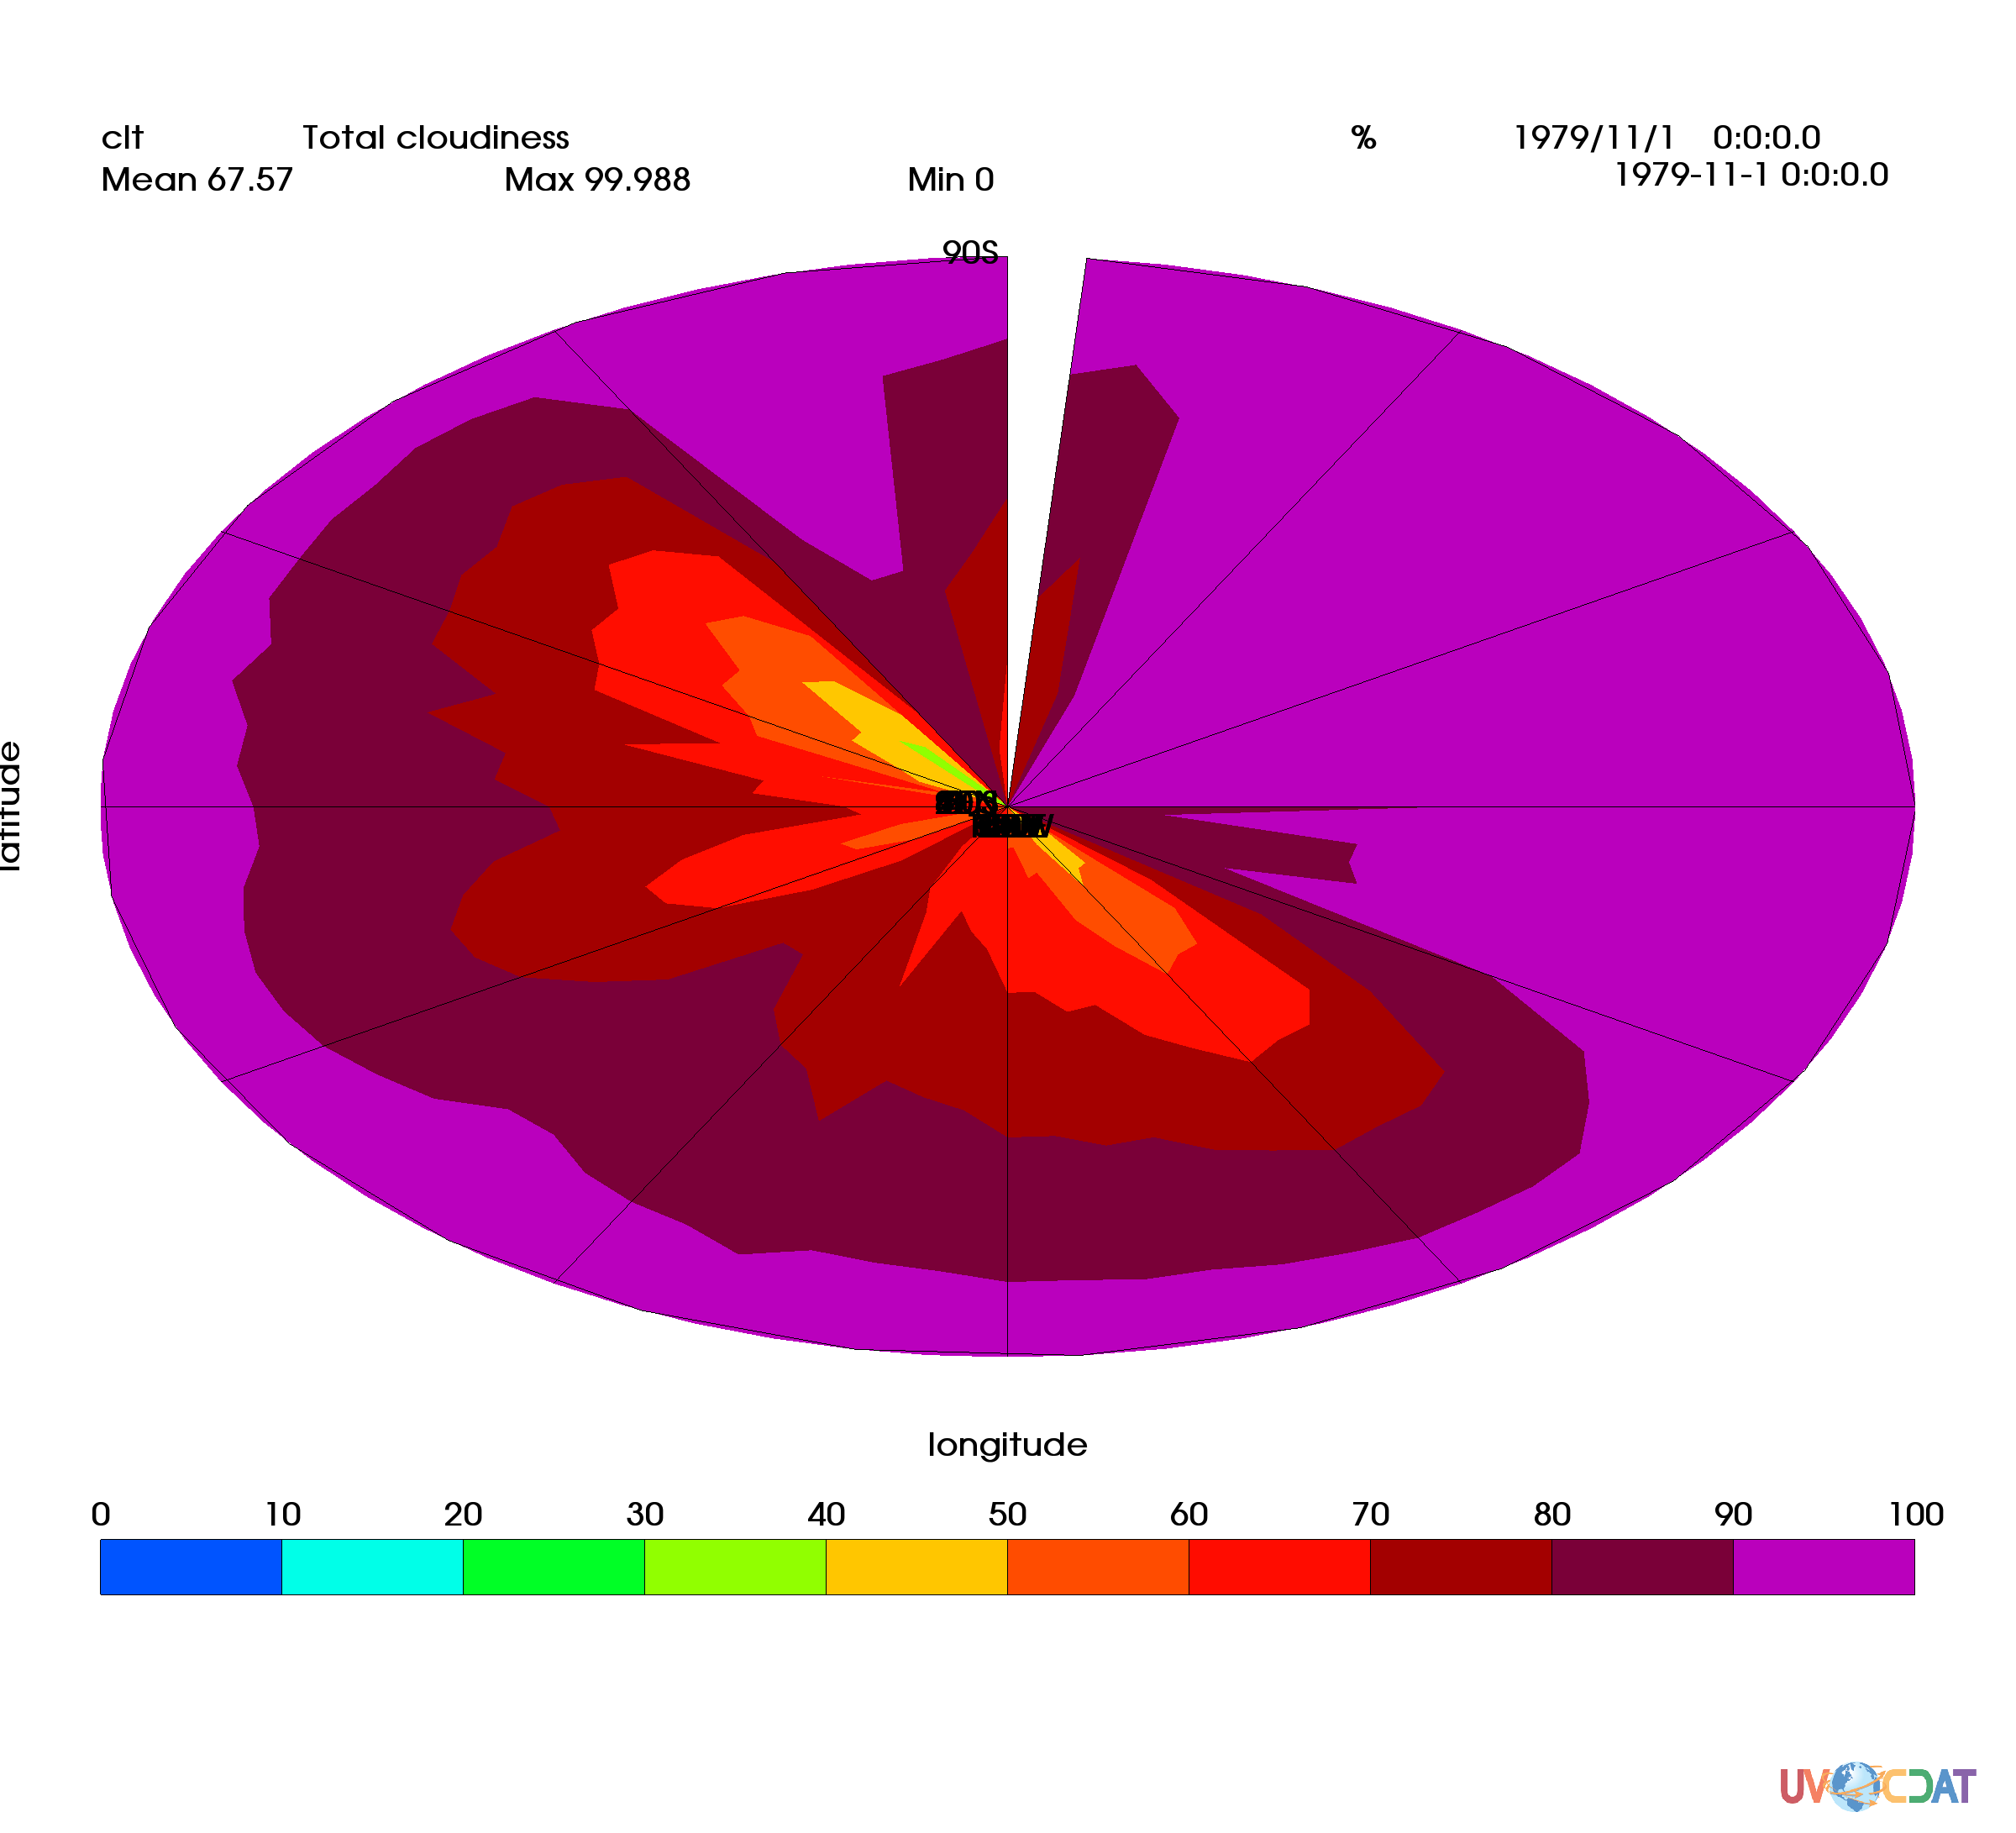 clt Total cloudiness % 1979/11/1 0:0:0.0
Mean 67.57 Max 99.988 Min 0 1979-11-1 0:0:0.0
90S
latitude
longitude
0 10 20 30 40 50 60 70 80 90 100
UV CDAT